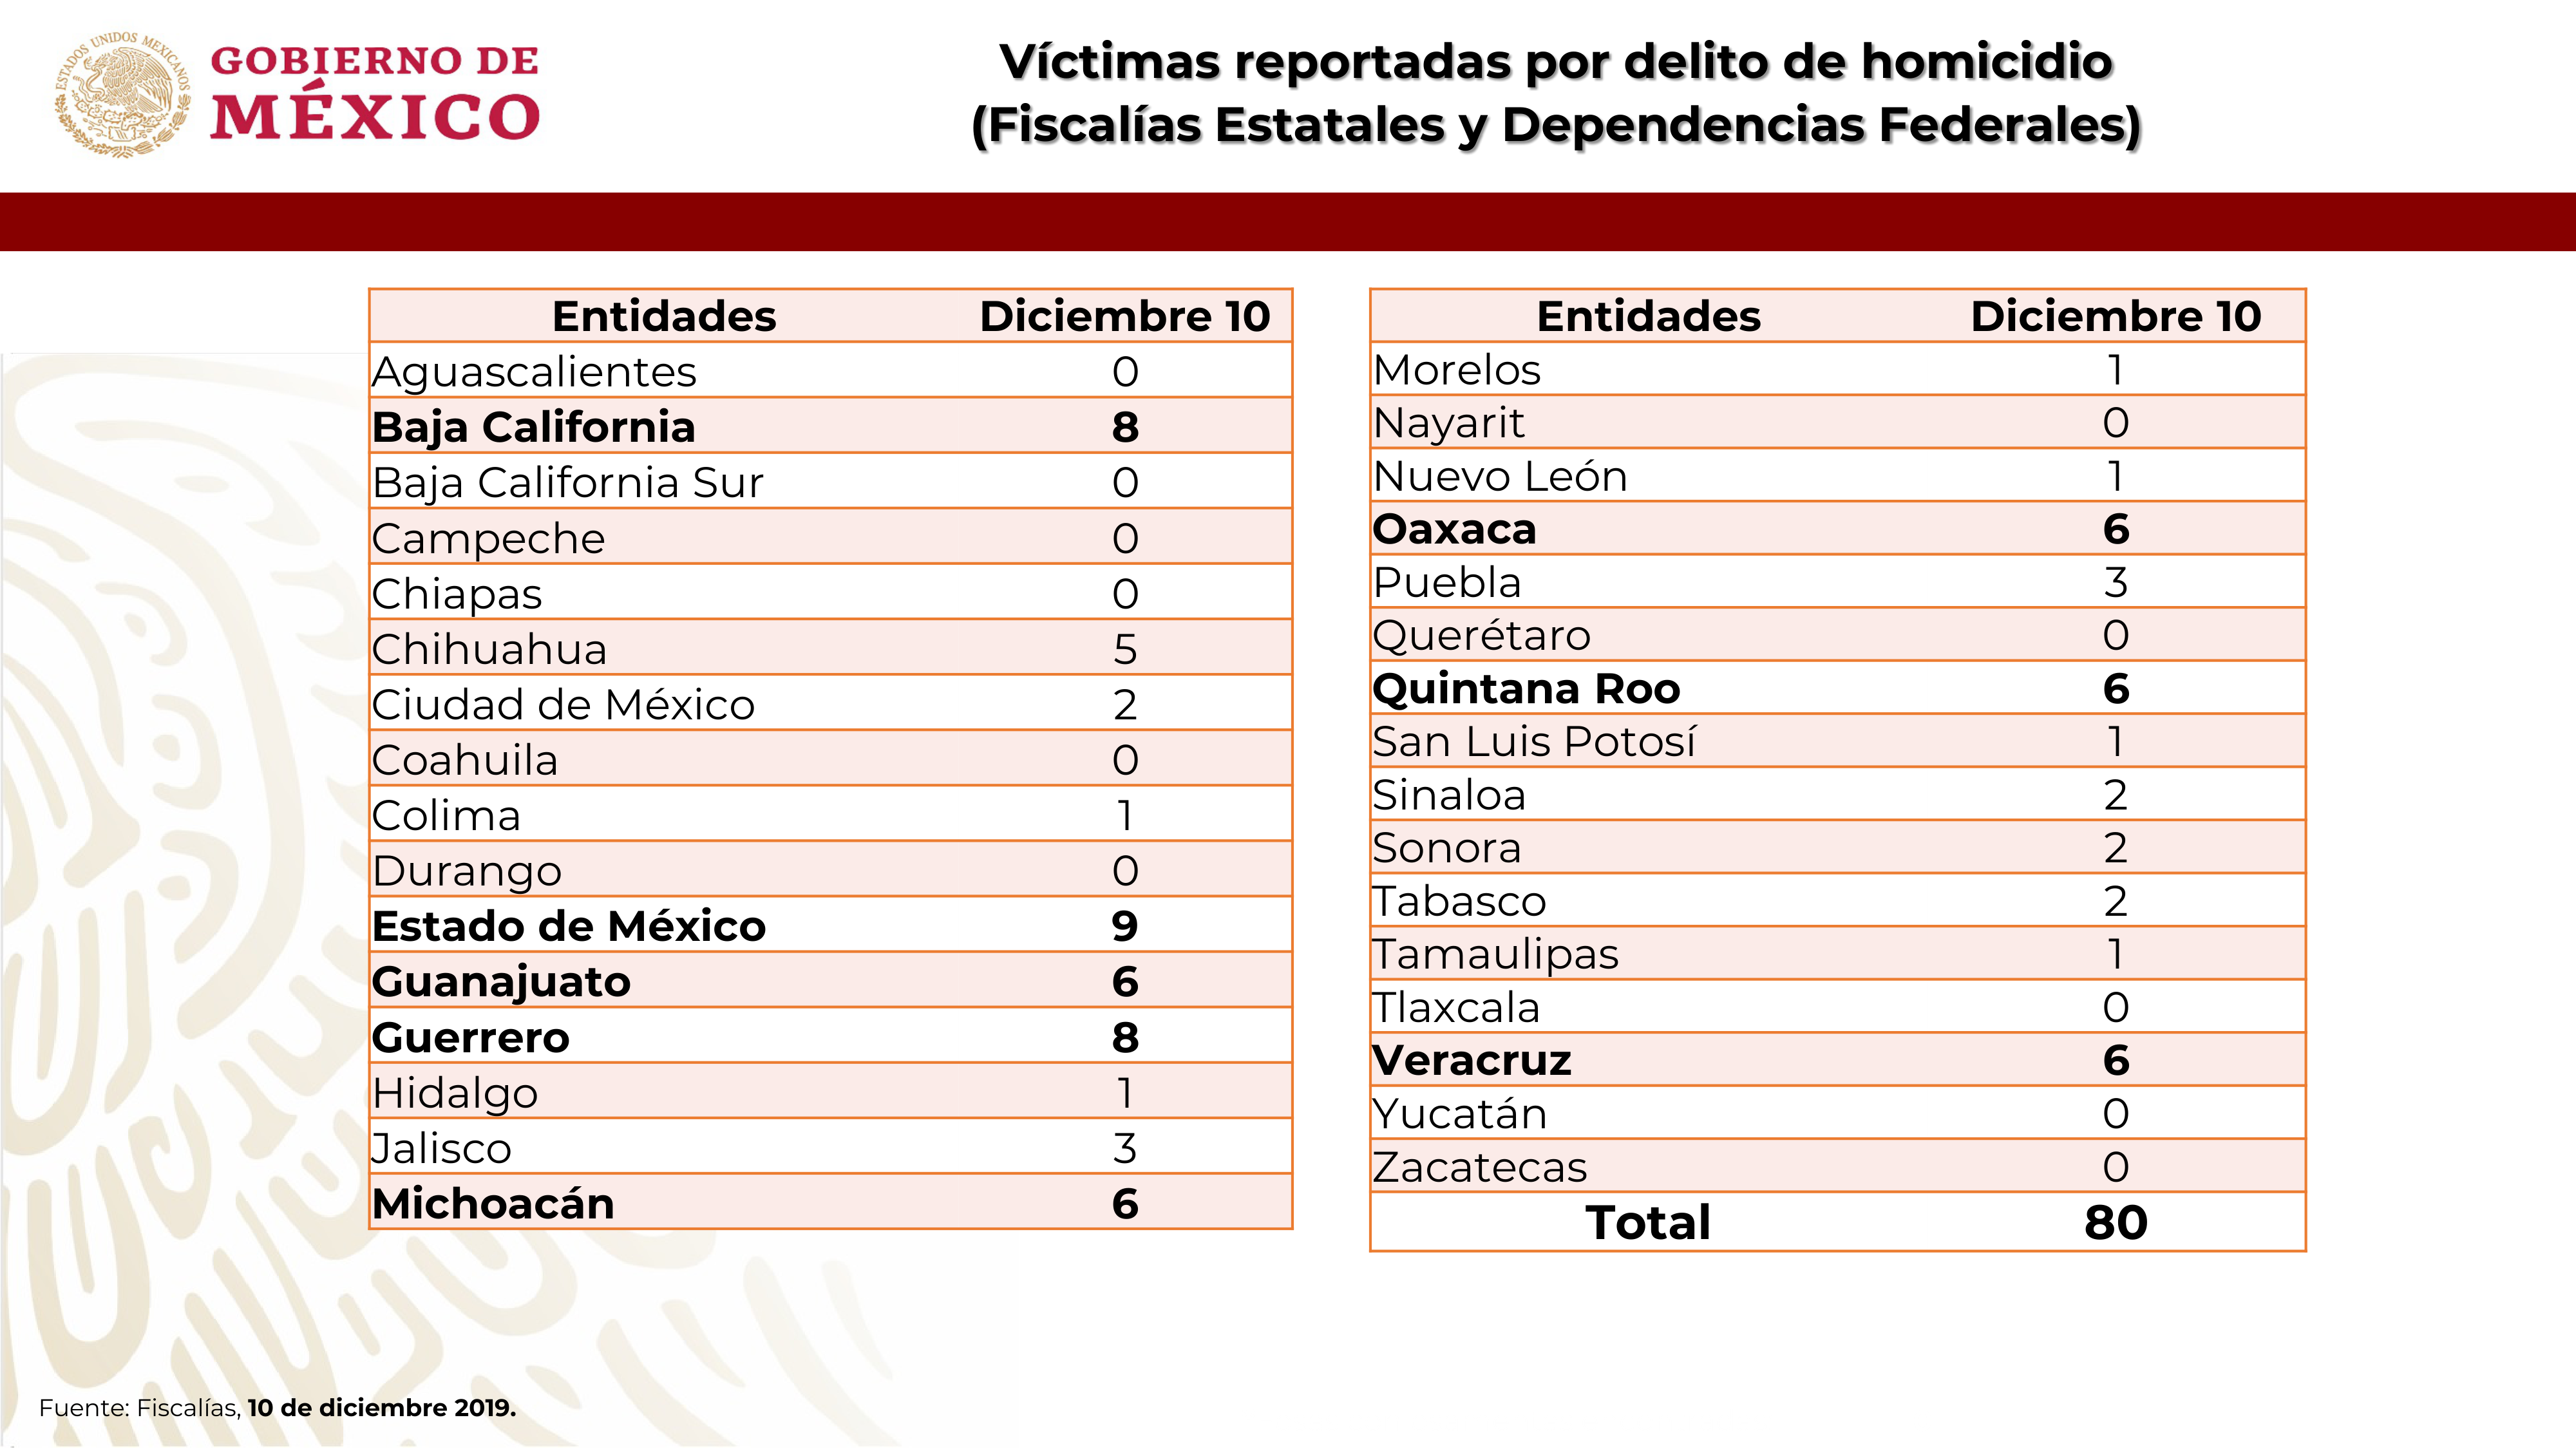 ESTADOS UNIDOS MEXICANOS
GOBIERNO DE
MÉXICO
Víctimas reportadas por delito de homicidio
(Fiscalías Estatales y Dependencias Federales)
Entidades Diciembre 10
Aguascalientes 0
Baja California 8
Baja California Sur 0
Campeche 0
Chiapas 0
Chihuahua 5
Ciudad de México 2
Coahuila 0
Colima 1
Durango 0
Estado de México 9
Guanajuato 6
Guerrero 8
Hidalgo 1
Jalisco 3
Michoacán 6
Entidades Diciembre 10
Morelos 1
Nayarit 0
Nuevo León 1
Oaxaca 6
Puebla 3
Querétaro 0
Quintana Roo 6
San Luis Potosí 1
Sinaloa 2
Sonora 2
Tabasco 2
Tamaulipas 1
Tlaxcala 0
Veracruz 6
Yucatán 0
Zacatecas 0
Total 80
Fuente: Fiscalías, 10 de diciembre 2019.